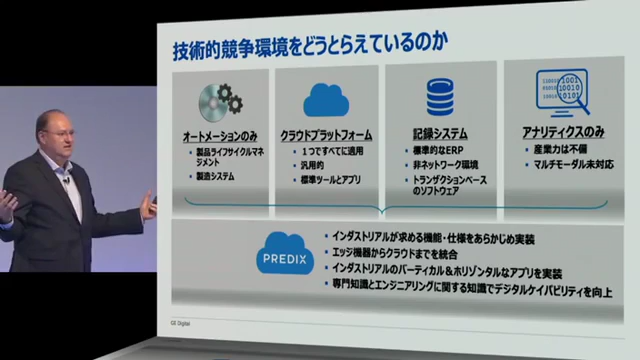 技術的競争環境をどうとらえているのか
オートメーションのみ
• 製品ライフサイクルマネ
ジメント
• 製造システム
クラウドプラットフォーム
• 1つですべてに適用
• 汎用的
• 標準ツールとアプリ
記録システム
• 標準的なERP
• 非ネットワーク環境
• トランザクションベース
のソフトウェア
110010 1001
01010 10010
110010 10101
アナリティクスのみ
• 産業力は不備
• マルチモーダル未対応
PREDIX
• インダストリアルが求める機能・仕様をあらかじめ実装
• エッジ機器からクラウドまでを統合
• インダストリアルのバーティカル＆ホリゾンタルなアプリを実装
• 専門知識とエンジニアリングに関する知識でデジタルケイパビリティを向上
GE Digital